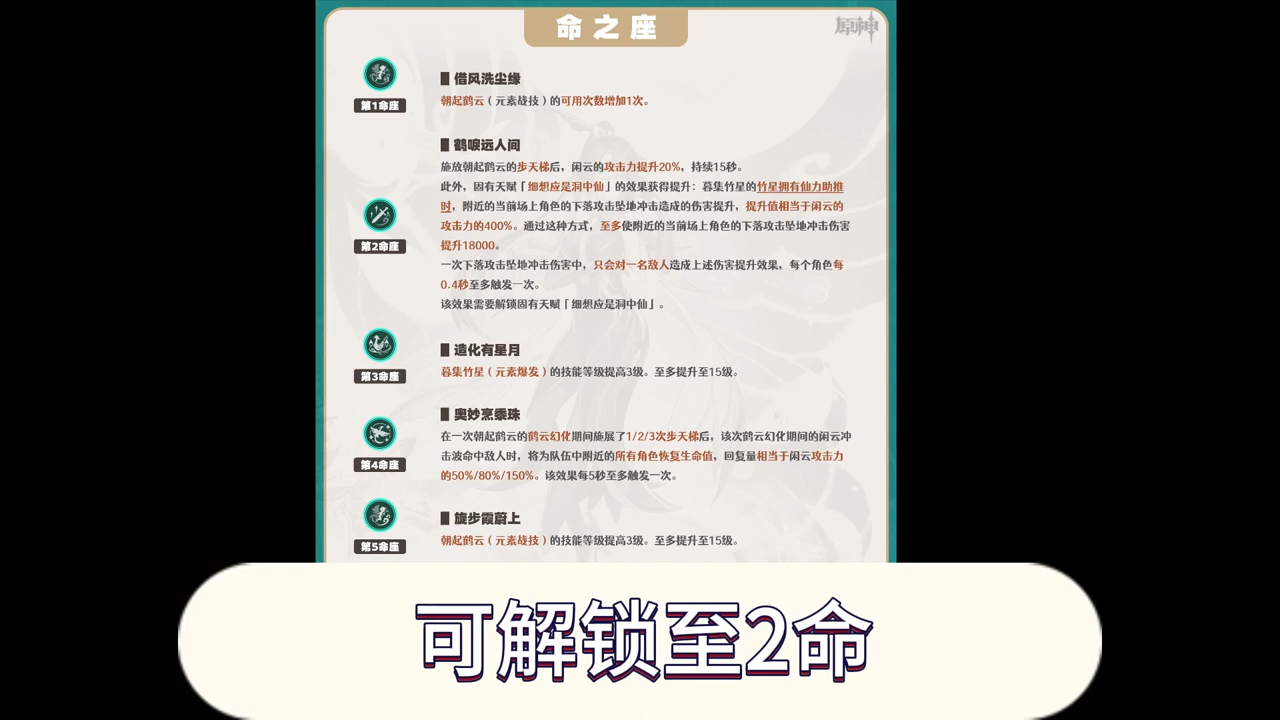 命之座
原神
借风洗尘缘
第1命座
朝起鹤云（元素战技）的可用次数增加1次。
鹤唳远人间
施放朝起鹤云的步天梯后，闲云的攻击力提升20%，持续15秒。
此外，固有天赋「细想应是洞中仙」的效果获得提升：暮集竹星的竹星拥有仙力助推
时，附近的当前场上角色的下落攻击坠地冲击造成的伤害提升，提升值相当于闲云的
攻击力的400%。通过这种方式，至多使附近的当前场上角色的下落攻击坠地冲击伤害
第2命座
提升18000。
一次下落攻击坠地冲击伤害中，只会对一名敌人造成上述伤害提升效果，每个角色每
0.4秒至多触发一次。
该效果需要解锁固有天赋「细想应是洞中仙」。
造化有星月
第3命座
暮集竹星（元素爆发）的技能等级提高3级。至多提升至15级。
奥妙烹黍珠
在一次朝起鹤云的鹤云幻化期间施展了1/2/3次步天梯后，该次鹤云幻化期间的闲云冲
击波命中敌人时，将为队伍中附近的所有角色恢复生命值，回复量相当于闲云攻击力
第4命座
的50%/80%/150%。该效果每5秒至多触发一次。
旋步霞蔚上
第5命座
朝起鹤云（元素战技）的技能等级提高3级。至多提升至15级。
可解锁至2命